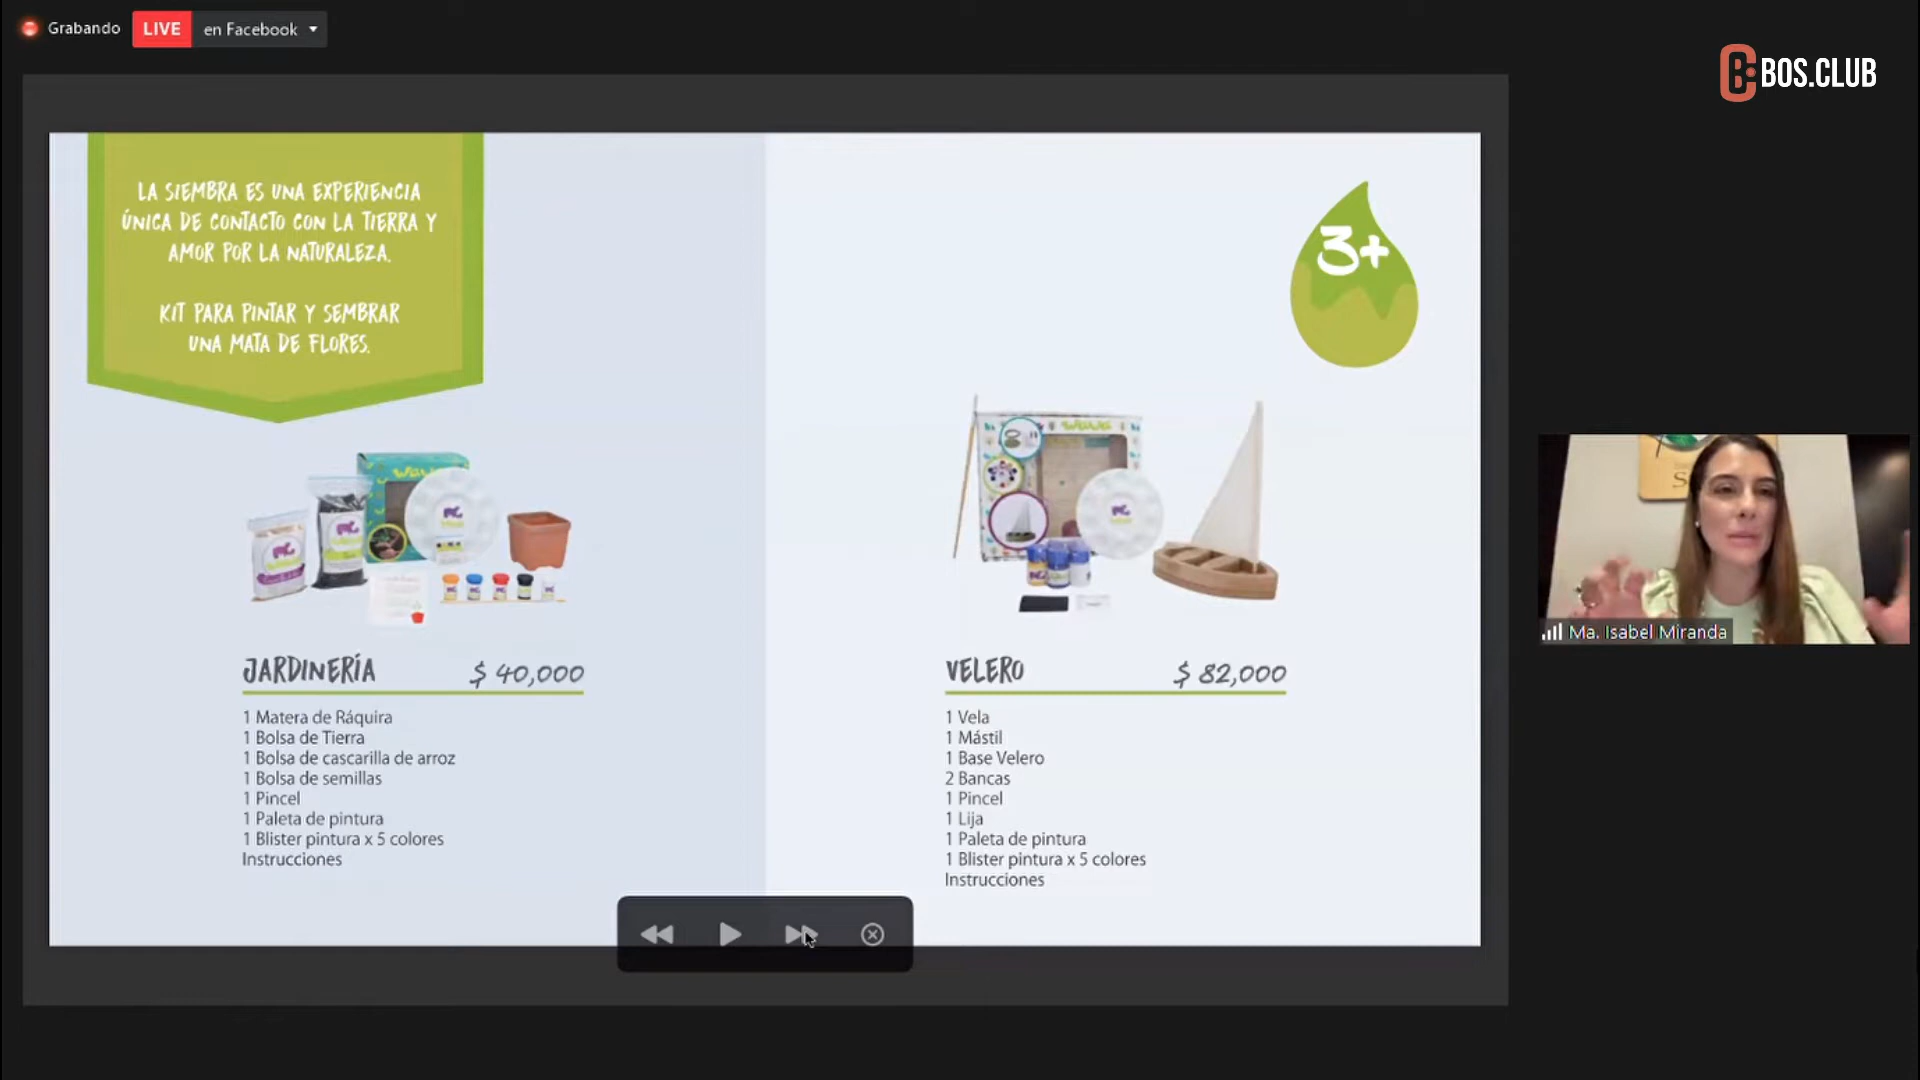 Grabando
LIVE
en Facebook
BOS.CLUB
LA SIEMBRA ES UNA EXPERIENCIA
ÚNICA DE CONTACTO CON LA TIERRA Y
AMOR POR LA NATURALEZA.
KIT PARA PINTAR Y SEMBRAR
UNA MATA DE FLORES.
3+
JARDINERÍA
$ 40,000
1 Matera de Ráquira
1 Bolsa de Tierra
1 Bolsa de cascarilla de arroz
1 Bolsa de semillas
1 Pincel
1 Paleta de pintura
1 Blister pintura x 5 colores
Instrucciones
VELERO
$ 82,000
1 Vela
1 Mástil
1 Base Velero
2 Bancas
1 Pincel
1 Lija
1 Paleta de pintura
1 Blister pintura x 5 colores
Instrucciones
Ma. Isabel Miranda